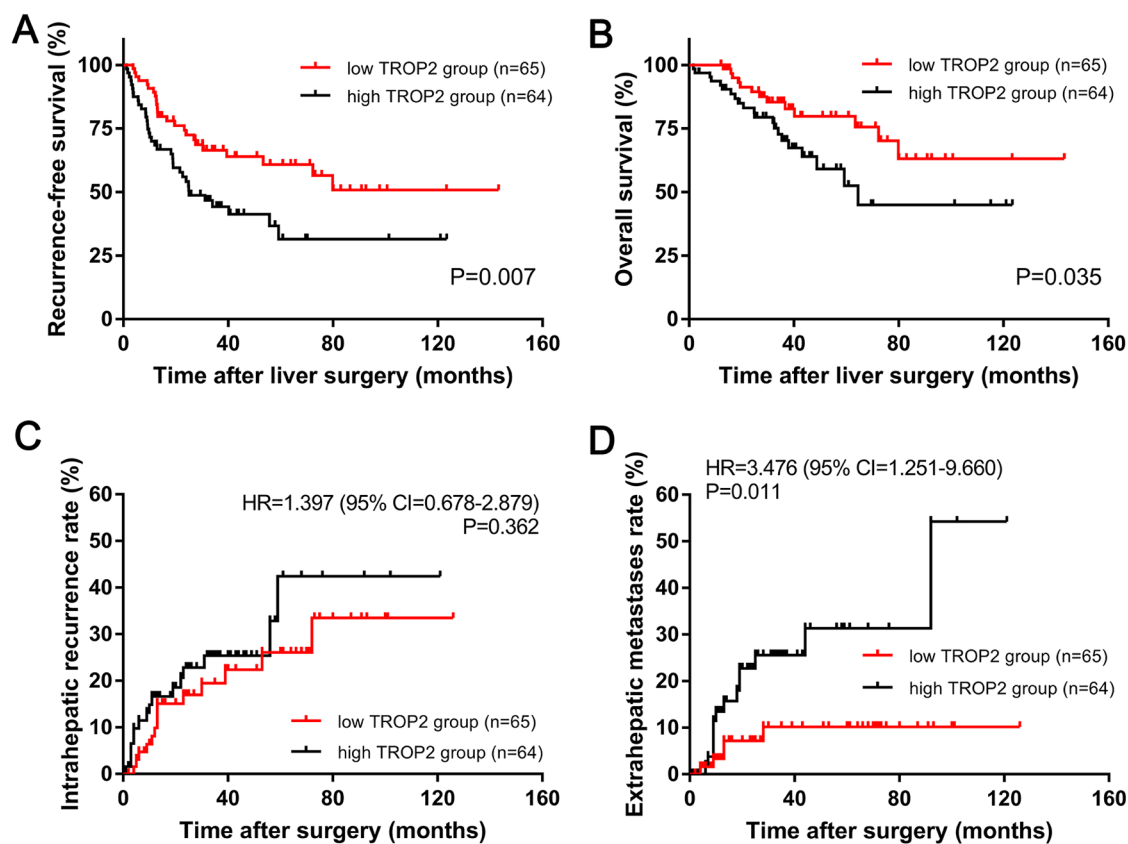 A
Recurrence-free survival (%)
100
75
50
25
0
low TROP2 group (n=65)
high TROP2 group (n=64)
P=0.007
0 40 80 120 160
Time after liver surgery (months)
B
Overall survival (%)
100
75
50
25
0
low TROP2 group (n=65)
high TROP2 group (n=64)
P=0.035
0 40 80 120 160
Time after liver surgery (months)
C
Intrahepatic recurrence rate (%)
60
50
40
30
20
10
0
HR=1.397 (95% CI=0.678-2.879)
P=0.362
low TROP2 group (n=65)
high TROP2 group (n=64)
0 40 80 120 160
Time after surgery (months)
D
Extrahepatic metastases rate (%)
60
50
40
30
20
10
0
HR=3.476 (95% CI=1.251-9.660)
P=0.011
low TROP2 group (n=65)
high TROP2 group (n=64)
0 40 80 120 160
Time after surgery (months)